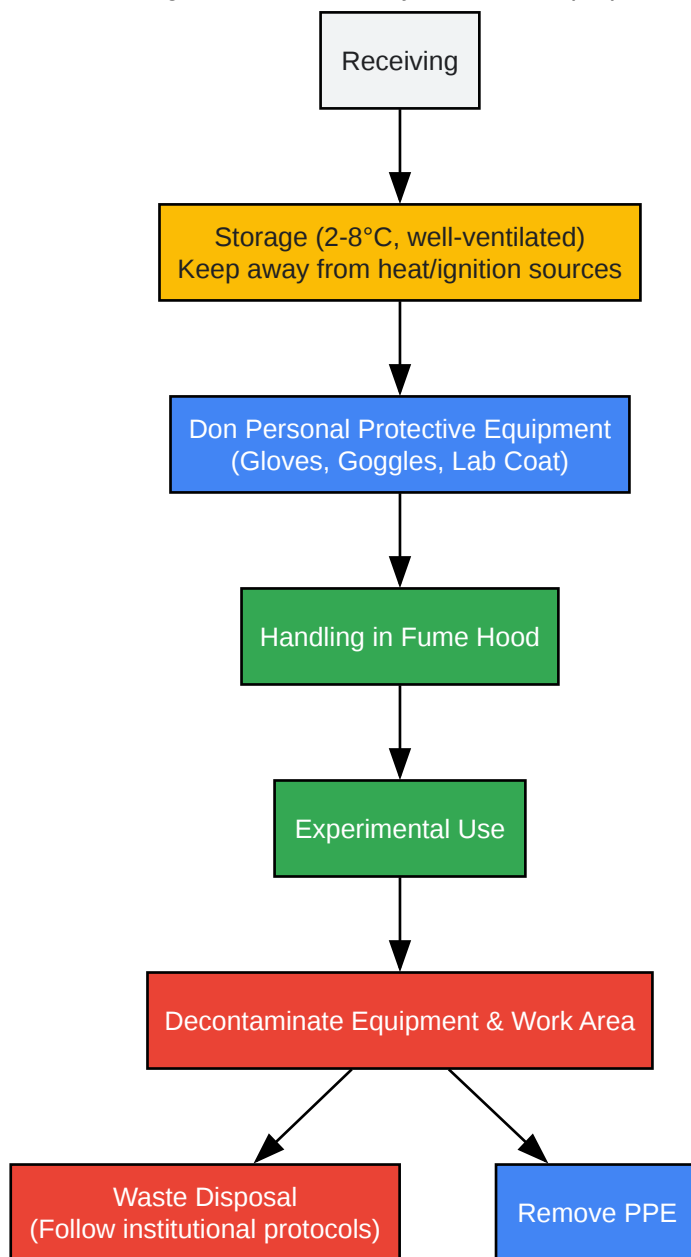 Receiving
Storage (2-8°C, well-ventilated)
Keep away from heat/ignition sources
Don Personal Protective Equipment
(Gloves, Goggles, Lab Coat)
Handling in Fume Hood
Experimental Use
Decontaminate Equipment & Work Area
Waste Disposal
(Follow institutional protocols)
Remove PPE